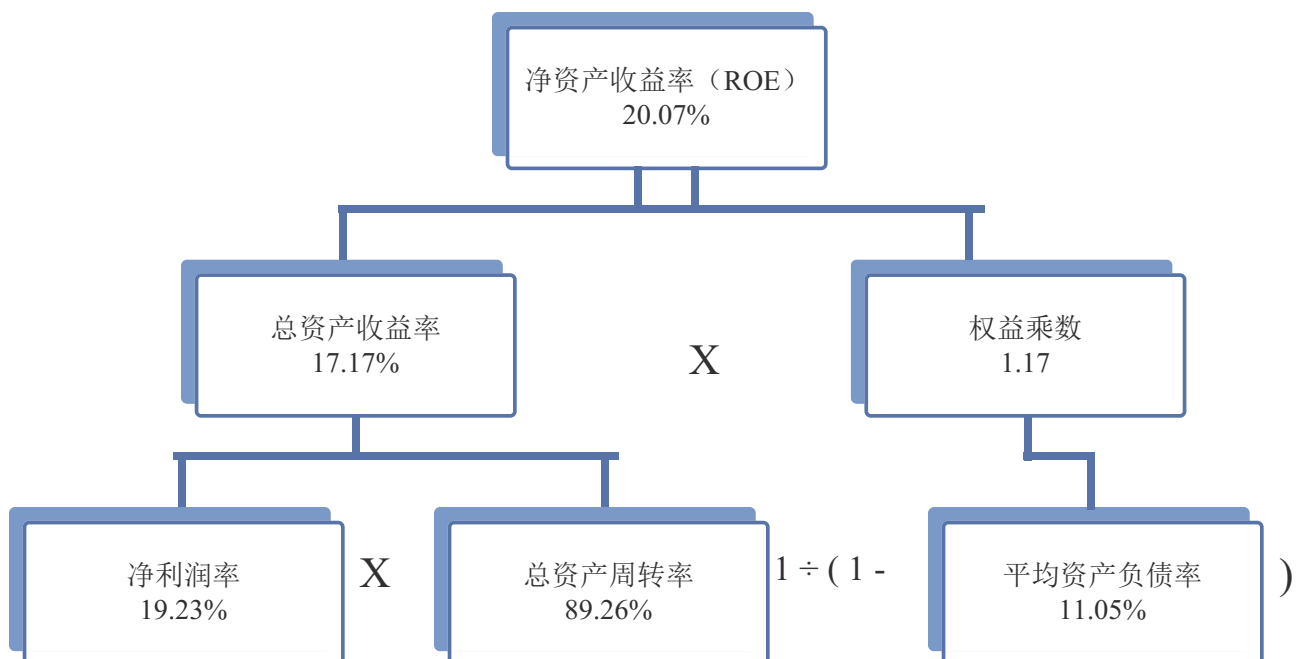 净资产收益率（ROE）
20.07%
总资产收益率
17.17%
X
权益乘数
1.17
净利润率
19.23%
X
总资产周转率
89.26%
1 ÷ ( 1 -
平均资产负债率
11.05%
)